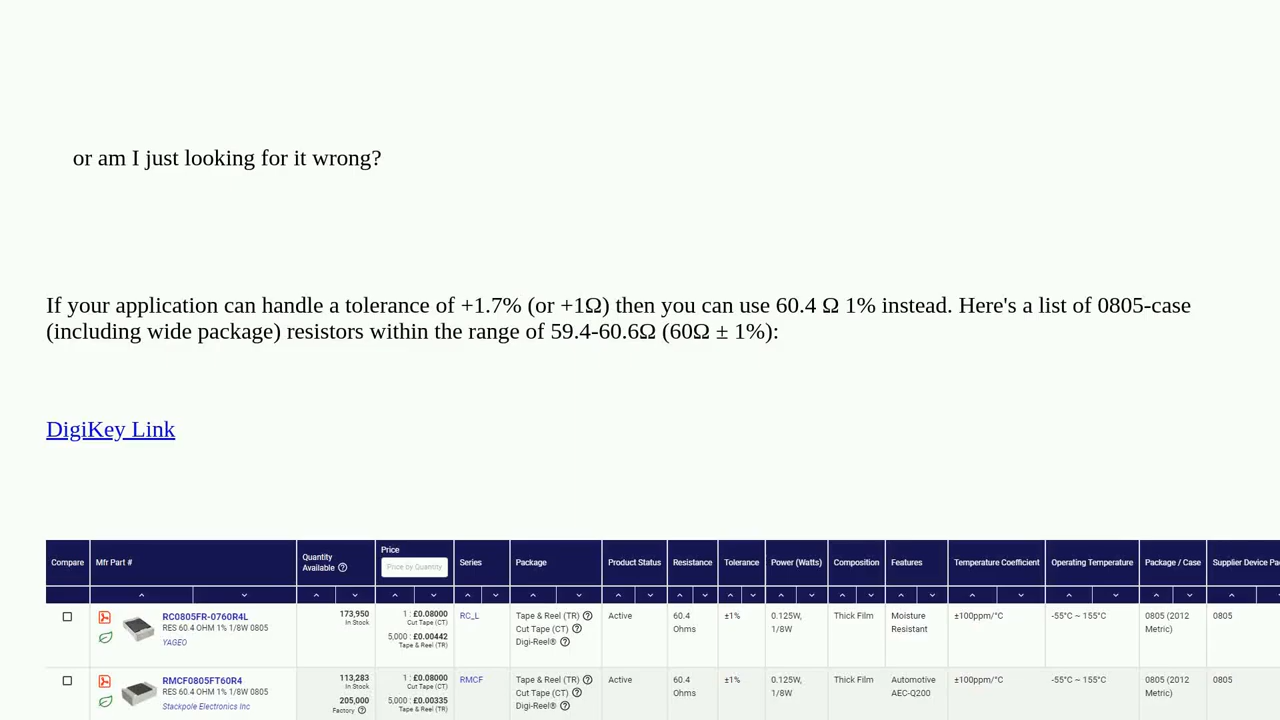 or am I just looking for it wrong?
If your application can handle a tolerance of +1.7% (or +1Ω) then you can use 60.4 Ω 1% instead. Here's a list of 0805-case
(including wide package) resistors within the range of 59.4-60.6Ω (60Ω ± 1%):
DigiKey Link
Compare Mfr Part # Quantity Available Price Price by Quantity Series Package Product Status Resistance Tolerance Power (Watts) Composition Features Temperature Coefficient Operating Temperature Package / Case Supplier Device Pac
RC0805FR-0760R4L 173,950 1 : £0.08000 RC_L Tape & Reel (TR) Active 60.4 ±1% 0.125W, Thick Film Moisture ±100ppm/°C -55°C ~ 155°C 0805 (2012 0805
RES 60.4 OHM 1% 1/8W 0805 In Stock Cut Tape (CT) Cut Tape (CT) Ohms 1/8W Resistant Metric)
YAGEO 5,000 : £0.00442 Digi-Reel®
Tape & Reel (TR)
RMCF0805FT60R4 113,283 1 : £0.08000 RMCF Tape & Reel (TR) Active 60.4 ±1% 0.125W, Thick Film Automotive ±100ppm/°C -55°C ~ 155°C 0805 (2012 0805
RES 60.4 OHM 1% 1/8W 0805 In Stock Cut Tape (CT) Cut Tape (CT) Ohms 1/8W AEC-Q200 Metric)
Stackpole Electronics Inc 205,000 5,000 : £0.00335 Digi-Reel®
Factory Tape & Reel (TR)